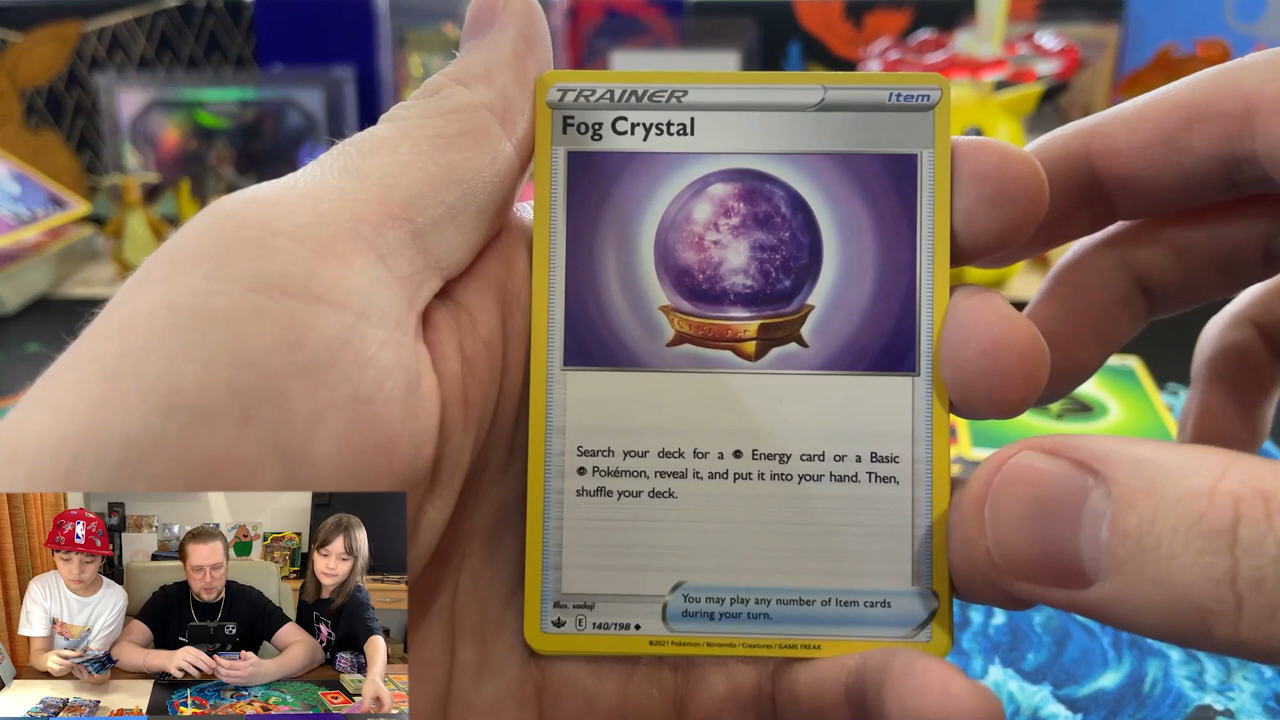 TRAINER Item
Fog Crystal
Search your deck for a Energy card or a Basic
Pokémon, reveal it, and put it into your hand. Then,
shuffle your deck.
You may play any number of Item cards
during your turn.
Illus. sadaji
E 140/198
©2021 Pokémon / Nintendo / Creatures / GAME FREAK